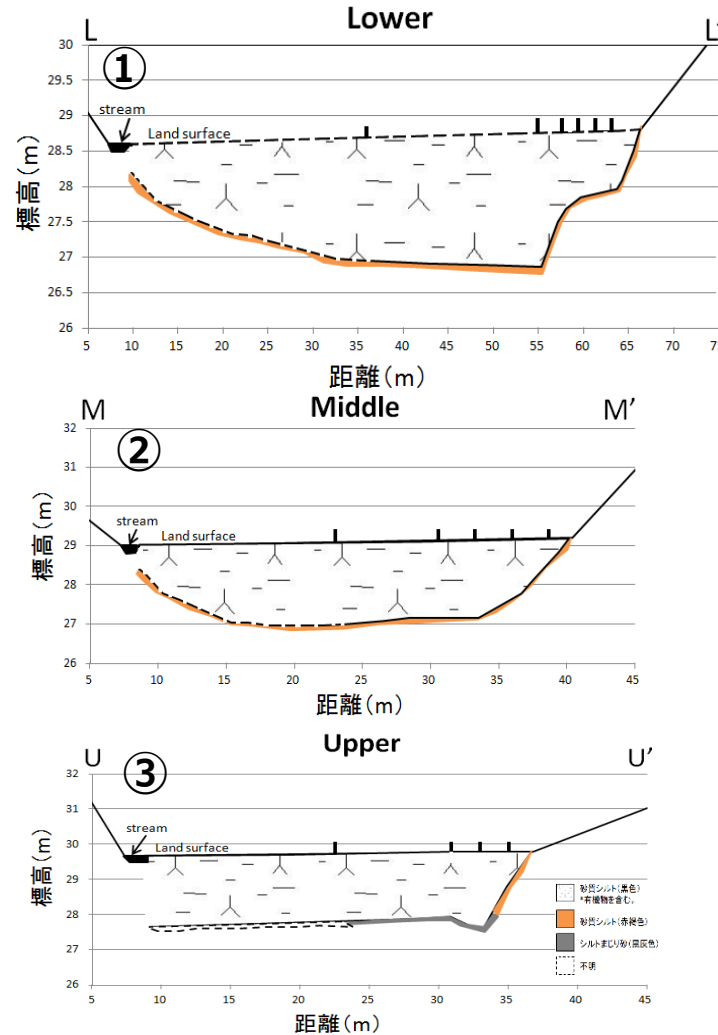 Lower
L
L'
①
30
29.5
29
28.5
28
27.5
27
26.5
26
標高(m)
stream
Land surface
5 10 15 20 25 30 35 40 45 50 55 60 65 70
距離(m)
Middle
M
M'
②
32
31
30
29
28
27
26
標高(m)
stream
Land surface
5 10 15 20 25 30 35 40 45
距離(m)
Upper
U
U'
③
32
31
30
29
28
27
26
標高(m)
stream
Land surface
5 10 15 20 25 30 35 40 45
距離(m)
砂質シルト(黒色)
*有機物を含む。
砂質シルト(赤褐色)
シルトまじり砂(黒灰色)
不明